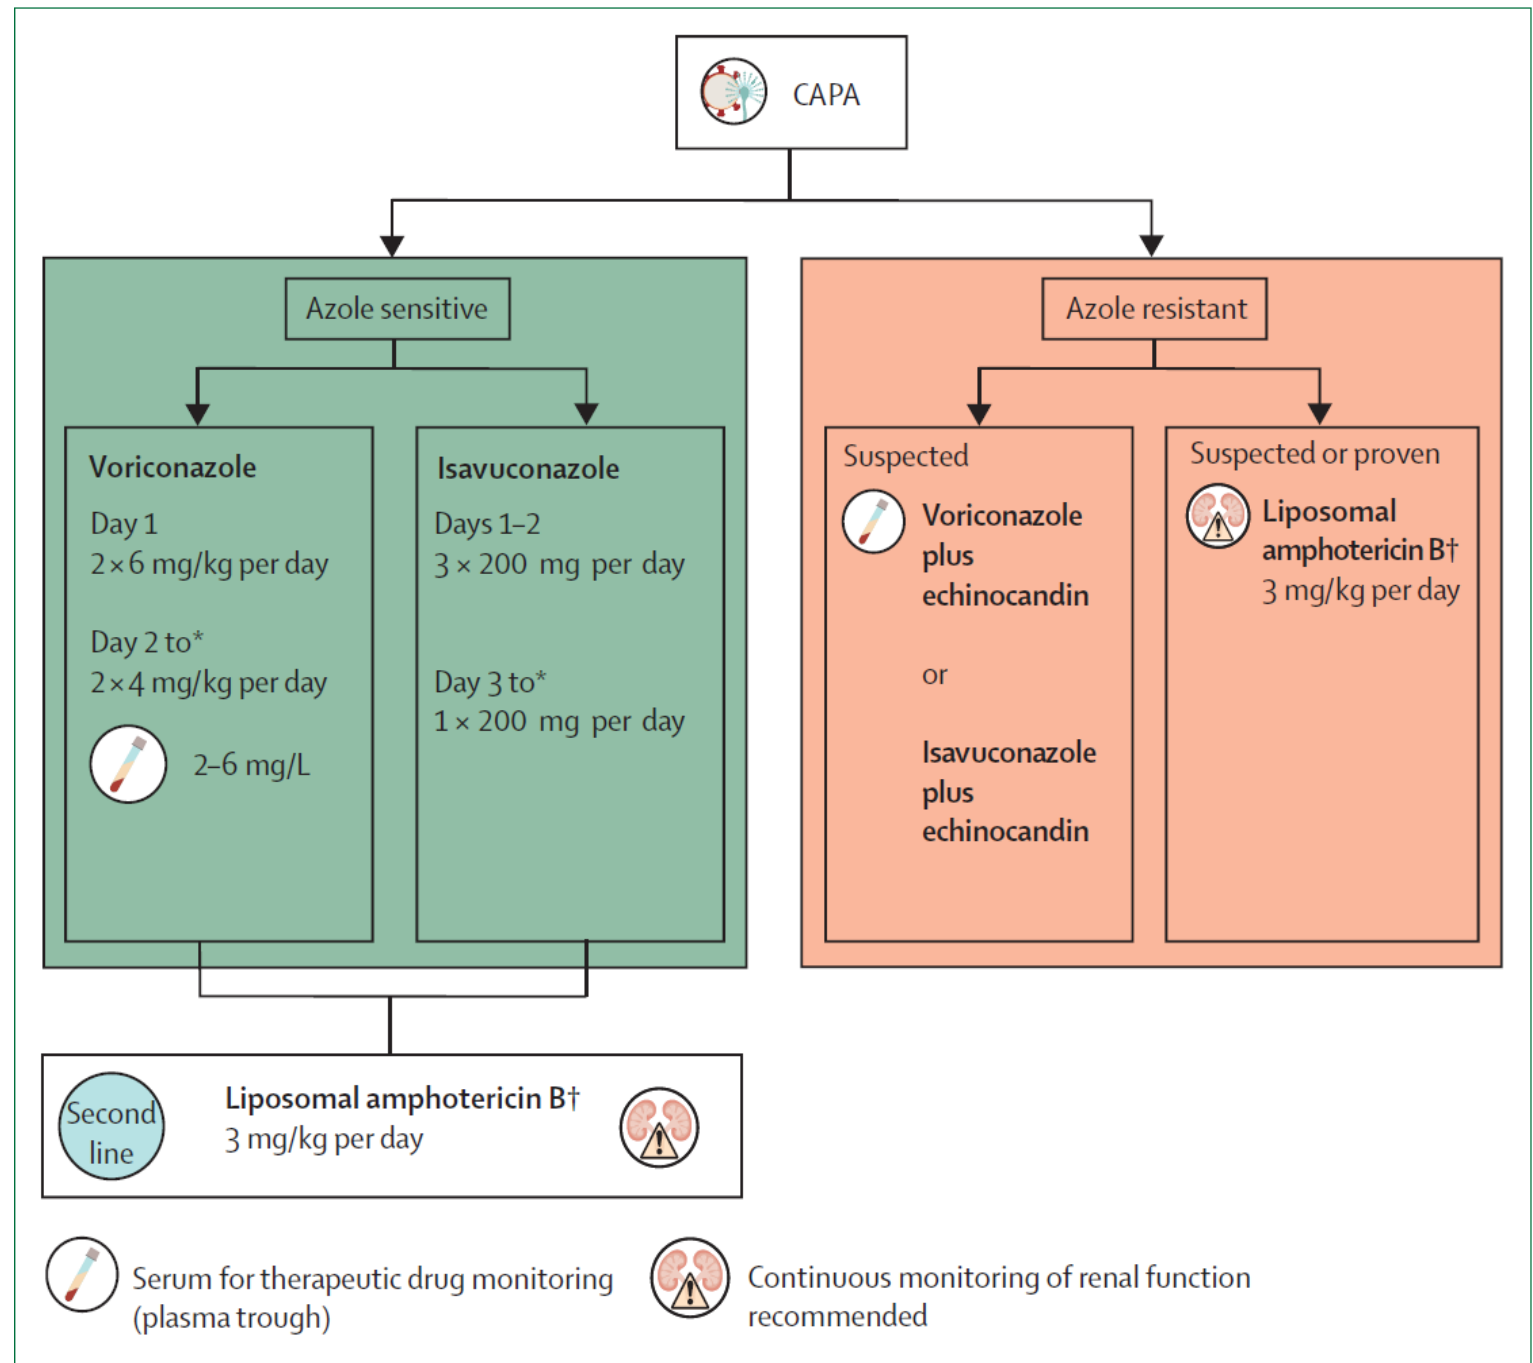 CAPA
Azole sensitive
Voriconazole
Day 1
2 × 6 mg/kg per day
Day 2 to*
2 × 4 mg/kg per day
2–6 mg/L
Isavuconazole
Days 1–2
3 × 200 mg per day
Day 3 to*
1 × 200 mg per day
Azole resistant
Suspected
Voriconazole
plus
echinocandin
or
Isavuconazole
plus
echinocandin
Suspected or proven
Liposomal
amphotericin B†
3 mg/kg per day
Second
line
Liposomal amphotericin B†
3 mg/kg per day
Serum for therapeutic drug monitoring
(plasma trough)
Continuous monitoring of renal function
recommended